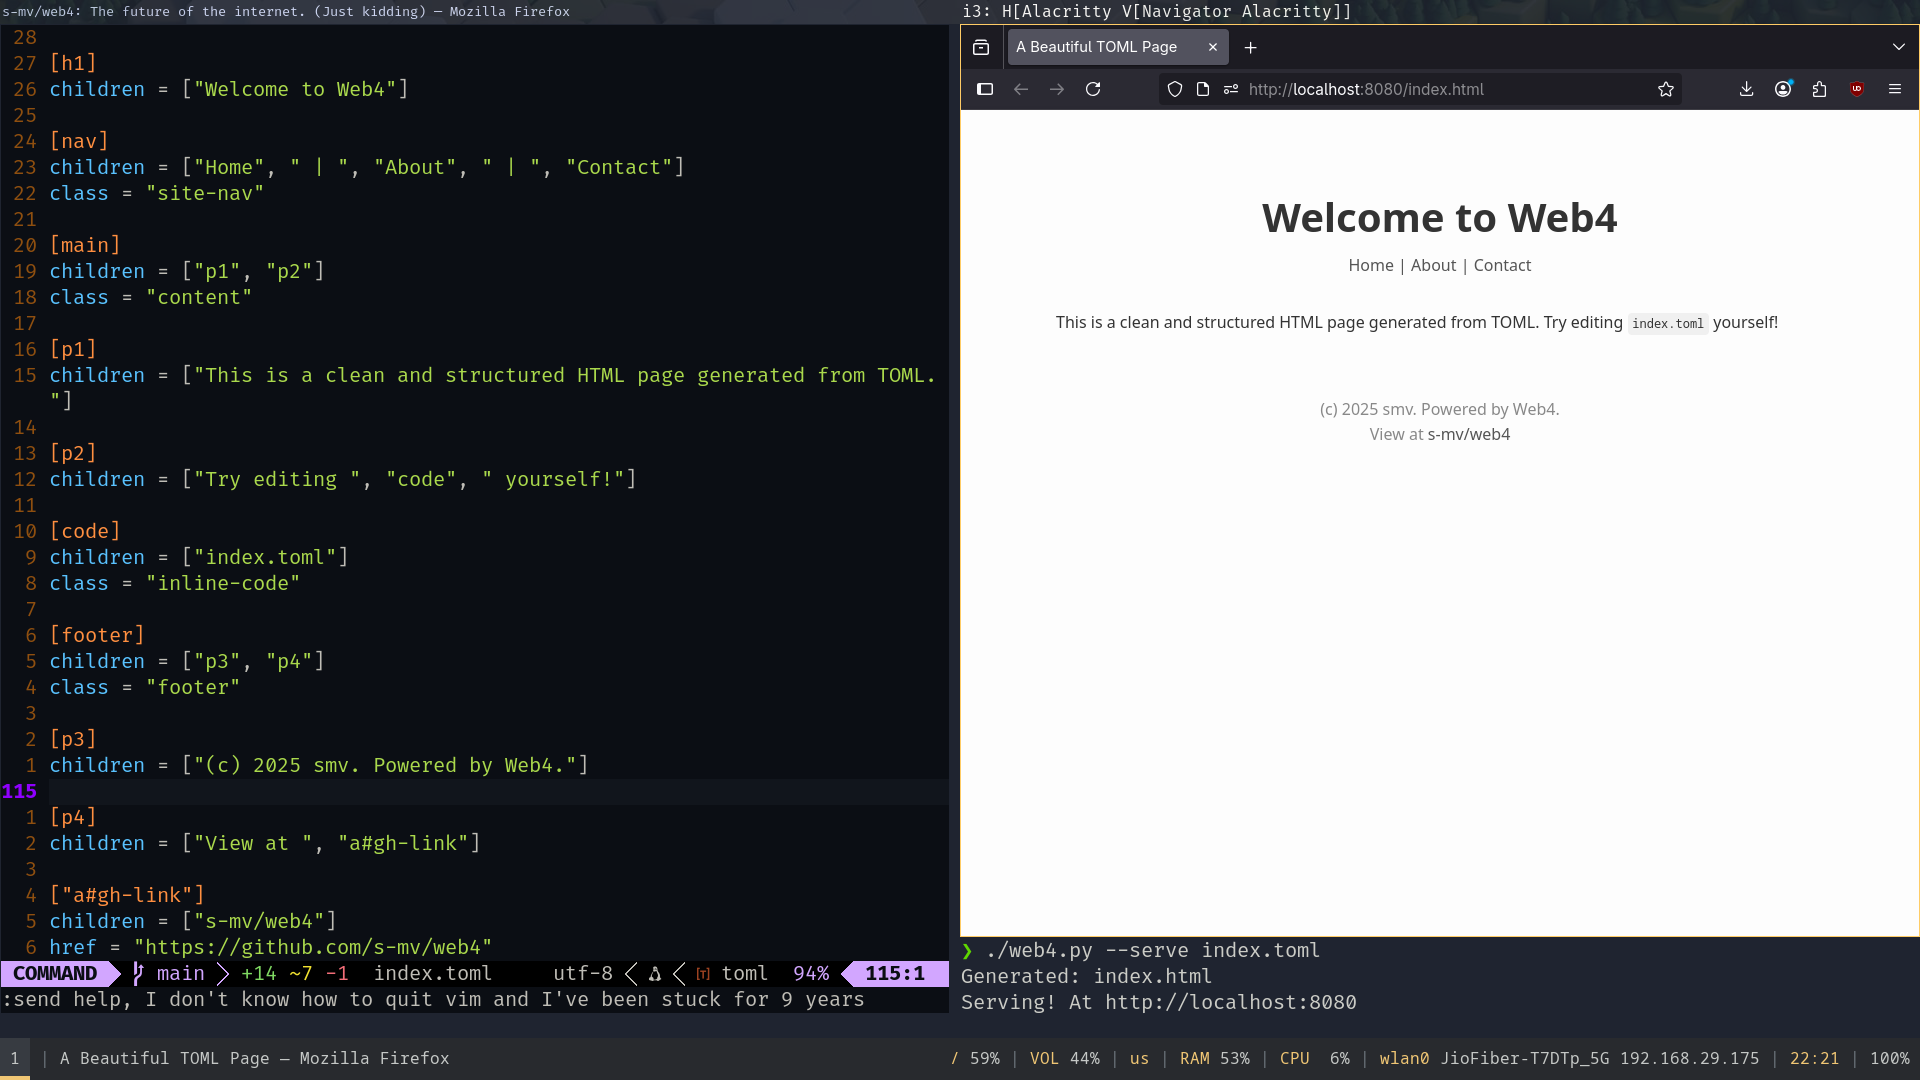 s-mv/web4: The future of the internet. (Just kidding) — Mozilla Firefox
28
27 [h1]
26 children = ["Welcome to Web4"]
25
24 [nav]
23 children = ["Home", " | ", "About", " | ", "Contact"]
22 class = "site-nav"
21
20 [main]
19 children = ["p1", "p2"]
18 class = "content"
17
16 [p1]
15 children = ["This is a clean and structured HTML page generated from TOML.
"]
14
13 [p2]
12 children = ["Try editing ", "code", " yourself!"]
11
10 [code]
9 children = ["index.toml"]
8 class = "inline-code"
7
6 [footer]
5 children = ["p3", "p4"]
4 class = "footer"
3
2 [p3]
1 children = ["(c) 2025 smv. Powered by Web4."]
115
1 [p4]
2 children = ["View at ", "a#gh-link"]
3
4 ["a#gh-link"]
5 children = ["s-mv/web4"]
6 href = "https://github.com/s-mv/web4"
COMMAND main +14 ~7 -1 index.toml utf-8 [T] toml 94% 115:1
:send help, I don't know how to quit vim and I've been stuck for 9 years
i3: H[Alacritty V[Navigator Alacritty]]
A Beautiful TOML Page
http://localhost:8080/index.html
Welcome to Web4
Home | About | Contact
This is a clean and structured HTML page generated from TOML. Try editing index.toml yourself!
(c) 2025 smv. Powered by Web4.
View at s-mv/web4
❯ ./web4.py --serve index.toml
Generated: index.html
Serving! At http://localhost:8080
1 | A Beautiful TOML Page — Mozilla Firefox
/ 59% | VOL 44% | us | RAM 53% | CPU 6% | wlan0 JioFiber-T7DTp_5G 192.168.29.175 | 22:21 | 100%